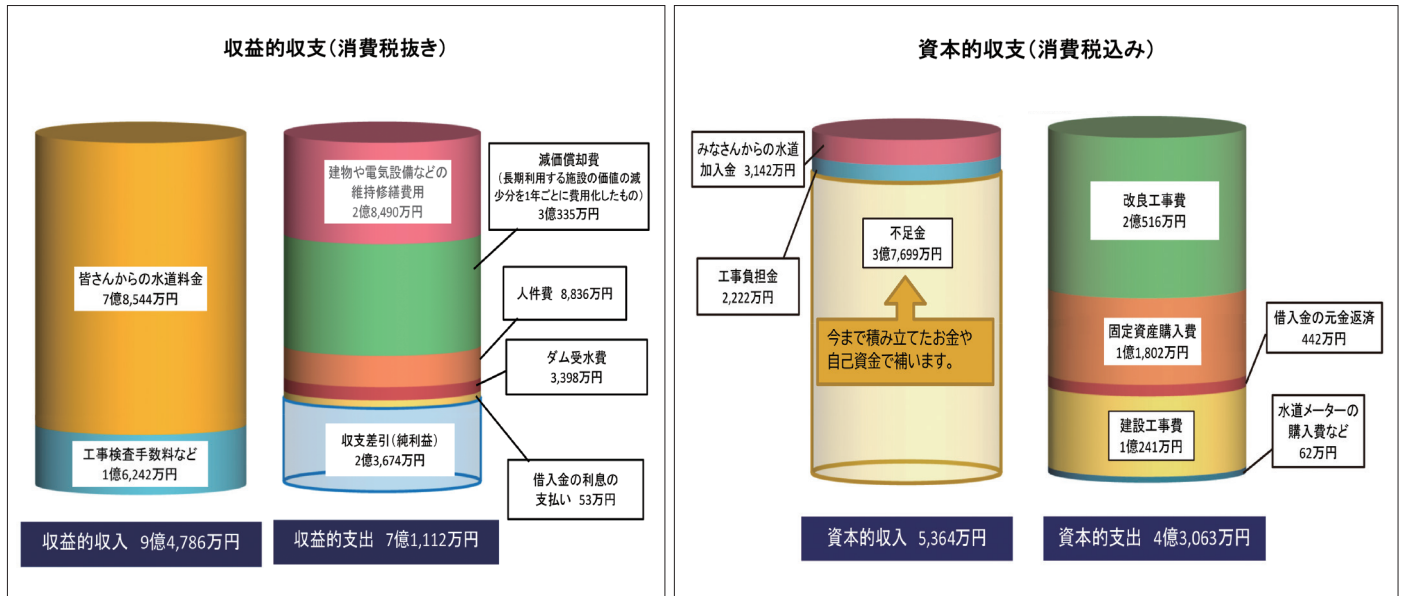 収益的収支(消費税抜き)
皆さんからの水道料金
7億8,544万円
工事検査手数料など
1億6,242万円
収益的収入 9億4,786万円
建物や電気設備などの
維持修繕費用
2億8,490万円
減価償却費
(長期利用する施設の価値の減
少分を1年ごとに費用化したもの)
3億335万円
人件費 8,836万円
ダム受水費
3,398万円
借入金の利息の
支払い 53万円
収支差引(純利益)
2億3,674万円
収益的支出 7億1,112万円
資本的収支(消費税込み)
みなさんからの水道
加入金 3,142万円
工事負担金
2,222万円
不足金
3億7,699万円
今まで積み立てたお金や
自己資金で補います。
資本的収入 5,364万円
改良工事費
2億516万円
固定資産購入費
1億1,802万円
借入金の元金返済
442万円
建設工事費
1億241万円
水道メーターの
購入費など
62万円
資本的支出 4億3,063万円